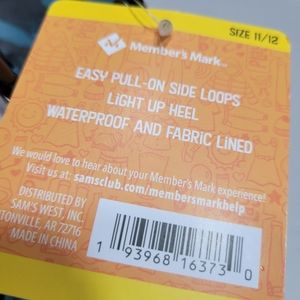 SIZE 11/12
Member's Mark™
EASY PULL-ON SIDE LOOPS
LIGHT UP HEEL
WATERPROOF AND FABRIC LINED
We would love to hear about your Member's Mark experience!
Visit us at: samsclub.com/membersmarkhelp
DISTRIBUTED BY
SAM'S WEST, INC.
TONVILLE, AR 72716
MADE IN CHINA
1 93968 16373 0